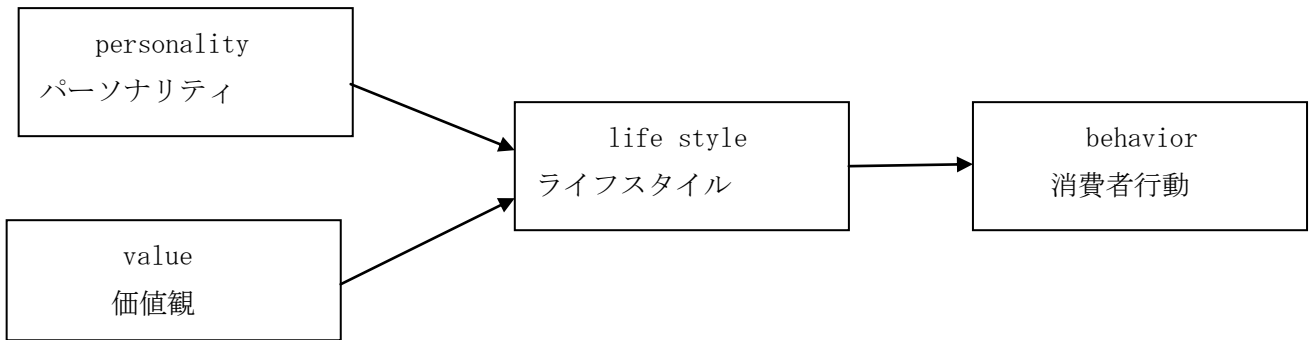 personality
パーソナリティ
life style
ライフスタイル
behavior
消費者行動
value
価値観